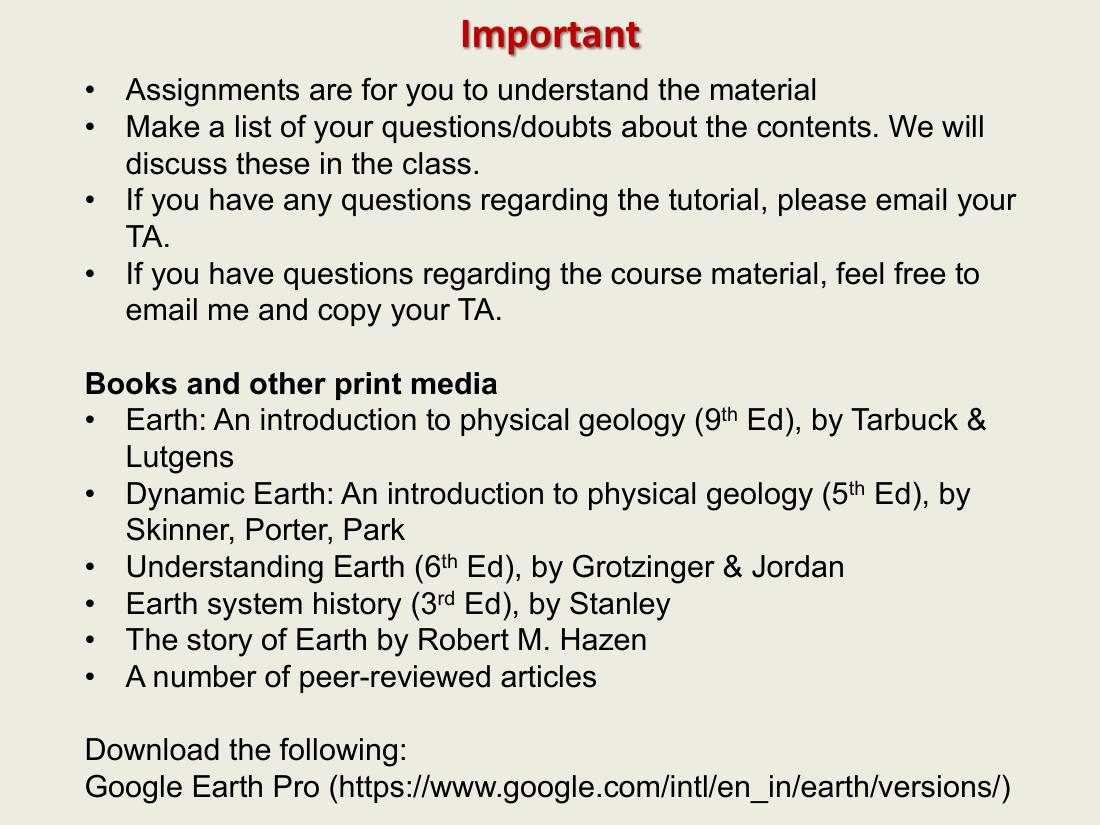 Important
• Assignments are for you to understand the material
• Make a list of your questions/doubts about the contents. We will
discuss these in the class.
• If you have any questions regarding the tutorial, please email your
TA.
• If you have questions regarding the course material, feel free to
email me and copy your TA.
Books and other print media
• Earth: An introduction to physical geology (9th Ed), by Tarbuck &
Lutgens
• Dynamic Earth: An introduction to physical geology (5th Ed), by
Skinner, Porter, Park
• Understanding Earth (6th Ed), by Grotzinger & Jordan
• Earth system history (3rd Ed), by Stanley
• The story of Earth by Robert M. Hazen
• A number of peer-reviewed articles
Download the following:
Google Earth Pro (https://www.google.com/intl/en_in/earth/versions/)